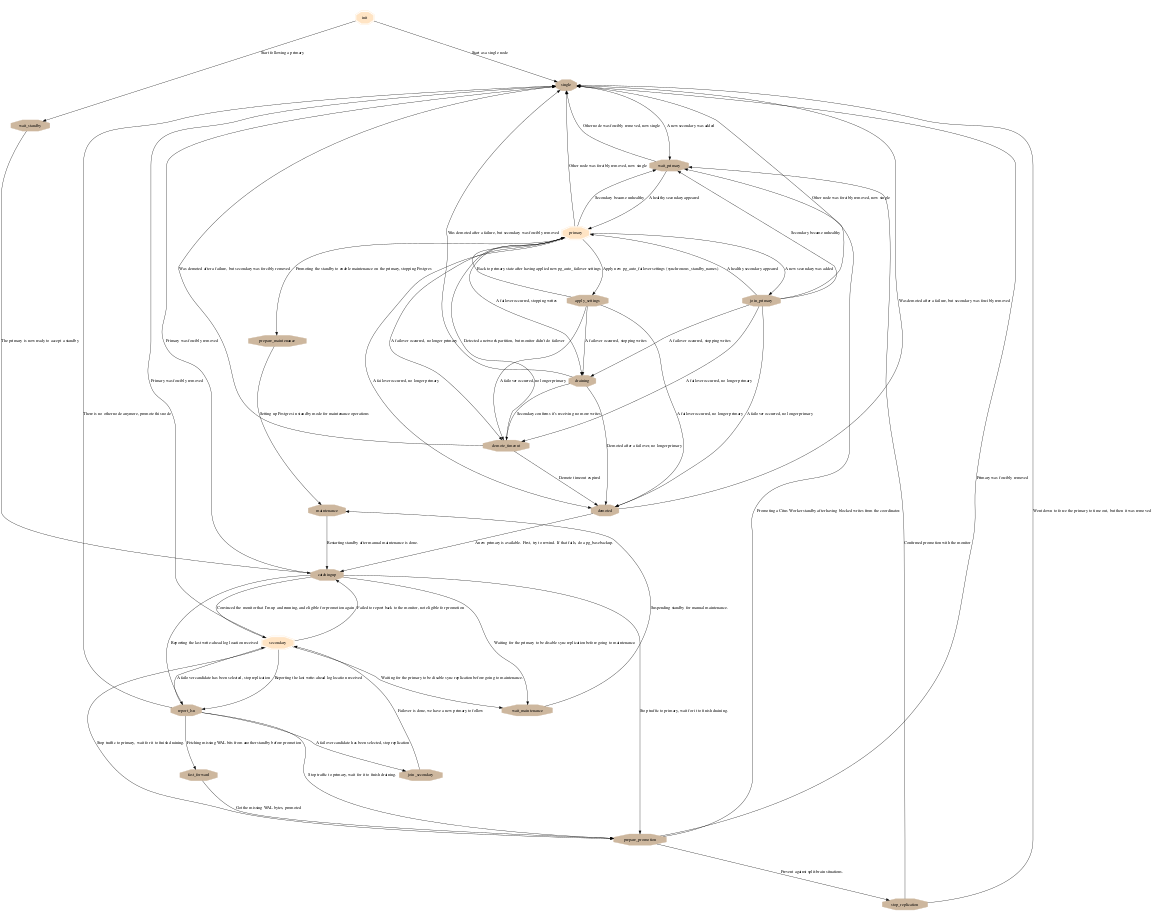 init
Start following a primary
Start as a single node
single
wait_standby
Other node was forcibly removed, now single
A new secondary was added
wait_primary
Other node was forcibly removed, now single
Secondary became unhealthy
A healthy secondary appeared
Other node was forcibly removed, now single
Was demoted after a failure, but secondary was forcibly removed
primary
Secondary became unhealthy
Was demoted after a failure, but secondary was forcibly removed
Promoting the standby to enable maintenance on the primary, stopping Postgres
Back to primary state after having applied new pg_auto_failover settings
Apply new pg_auto_failover settings (synchronous_standby_names)
A healthy secondary appeared
A new secondary was added
A failover occurred, stopping writes
apply_settings
join_primary
Was demoted after a failure, but secondary was forcibly removed
The primary is now ready to accept a standby
Primary was forcibly removed
prepare_maintenance
A failover occurred, no longer primary
Detected a network partition, but monitor didn't do failover
A failover occurred, stopping writes
A failover occurred, stopping writes
Primary was forcibly removed
A failover occurred, no longer primary
A failover occurred, no longer primary
draining
A failover occurred, no longer primary
There is no other node anymore, promote this node
Setting up Postgres in standby mode for maintenance operations
Secondary confirms it's receiving no more writes
A failover occurred, no longer primary
A failover occurred, no longer primary
demote_timeout
Demoted after a failover, no longer primary
Demote timeout expired
Primary was forcibly removed
maintenance
demoted
Promoting a Citus Worker standby after having blocked writes from the coordinator.
Went down to force the primary to time out, but then it was removed
Restarting standby after manual maintenance is done.
A new primary is available. First, try to rewind. If that fails, do a pg_basebackup.
Confirmed promotion with the monitor
catchingup
Convinced the monitor that I'm up and running, and eligible for promotion again
Failed to report back to the monitor, not eligible for promotion
Suspending standby for manual maintenance.
Reporting the last write-ahead log location received
secondary
Waiting for the primary to be disable sync replication before going to maintenance.
A failover candidate has been selected, stop replication
Reporting the last write-ahead log location received
Waiting for the primary to be disable sync replication before going to maintenance.
report_lsn
Failover is done, we have a new primary to follow
wait_maintenance
Stop traffic to primary, wait for it to finish draining.
Stop traffic to primary, wait for it to finish draining.
Fetching missing WAL bits from another standby before promotion
A failover candidate has been selected, stop replication
fast_forward
Stop traffic to primary, wait for it to finish draining.
join_secondary
Got the missing WAL bytes, promoted
prepare_promotion
Prevent against split-brain situations.
stop_replication